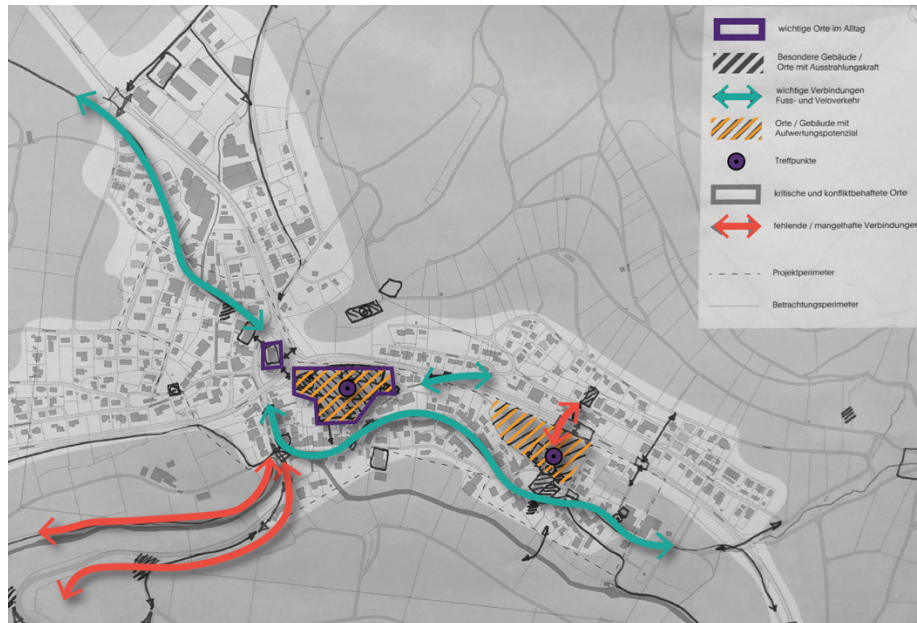 wichtige Orte im Alltag
Besondere Gebäude /
Orte mit Ausstrahlungskraft
wichtige Verbindungen
Fuss- und Veloverkehr
Orte / Gebäude mit
Aufwertungspotenzial
Treffpunkte
kritische und konfliktbehaftete Orte
fehlende / mangelhafte Verbindungen
Projektperimeter
Betrachtungsperimeter